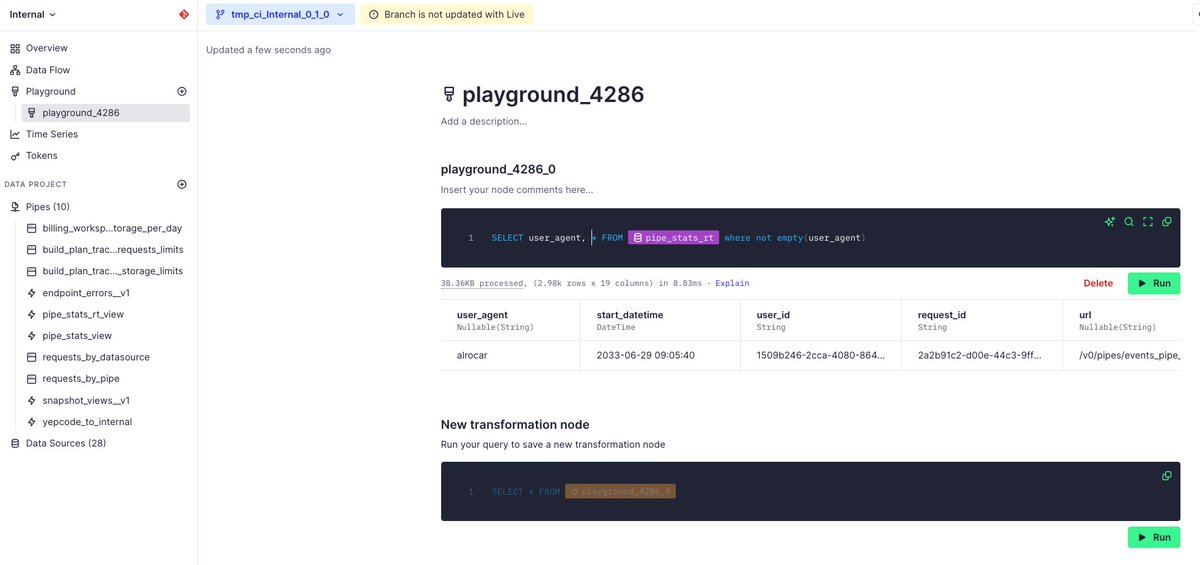 Internal
tmp_ci_Internal_0_1_0
Branch is not updated with Live
Updated a few seconds ago
Overview
Data Flow
Playground
playground_4286
Time Series
Tokens
DATA PROJECT
Pipes (10)
billing_worksp...torage_per_day
build_plan_trac...requests_limits
build_plan_trac..._storage_limits
endpoint_errors__v1
pipe_stats_rt_view
pipe_stats_view
requests_by_datasource
requests_by_pipe
snapshot_views__v1
yepcode_to_internal
Data Sources (28)
playground_4286
Add a description...
playground_4286_0
Insert your node comments here...
1 SELECT user_agent, * FROM pipe_stats_rt where not empty(user_agent)
38.36KB processed, (2.98k rows x 19 columns) in 8.83ms · Explain
Delete
Run
user_agent start_datetime user_id request_id url
Nullable(String) DateTime String String Nullable(String)
alrocar 2033-06-29 09:05:40 1509b246-2cca-4080-864... 2a2b91c2-d00e-44c3-9ff... /v0/pipes/events_pipe_
New transformation node
Run your query to save a new transformation node
1 SELECT * FROM playground_4286_0
Run